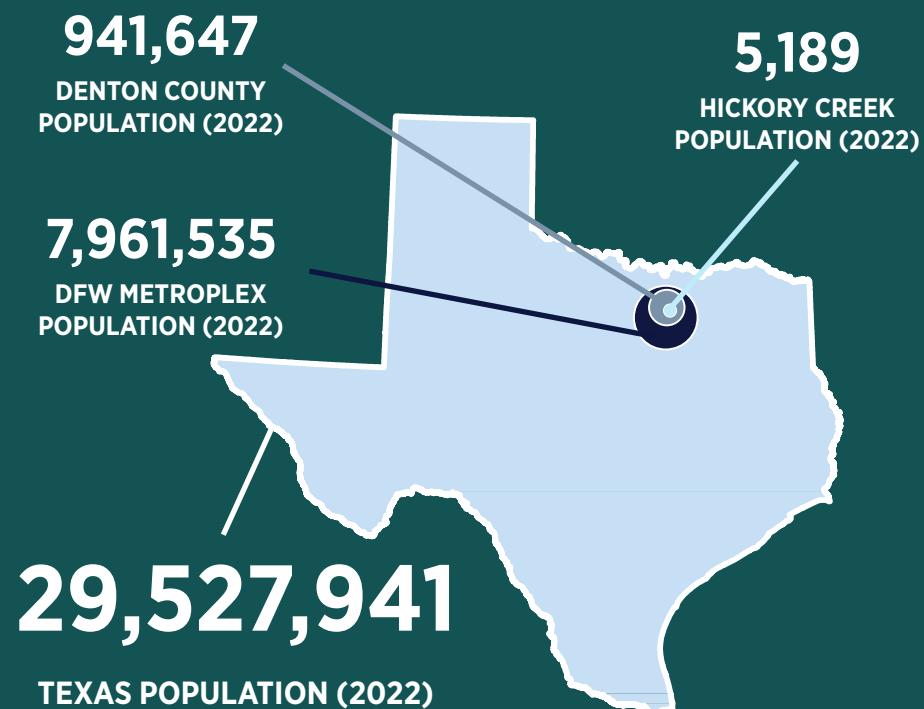 941,647
DENTON COUNTY
POPULATION (2022)
5,189
HICKORY CREEK
POPULATION (2022)
7,961,535
DFW METROPLEX
POPULATION (2022)
29,527,941
TEXAS POPULATION (2022)